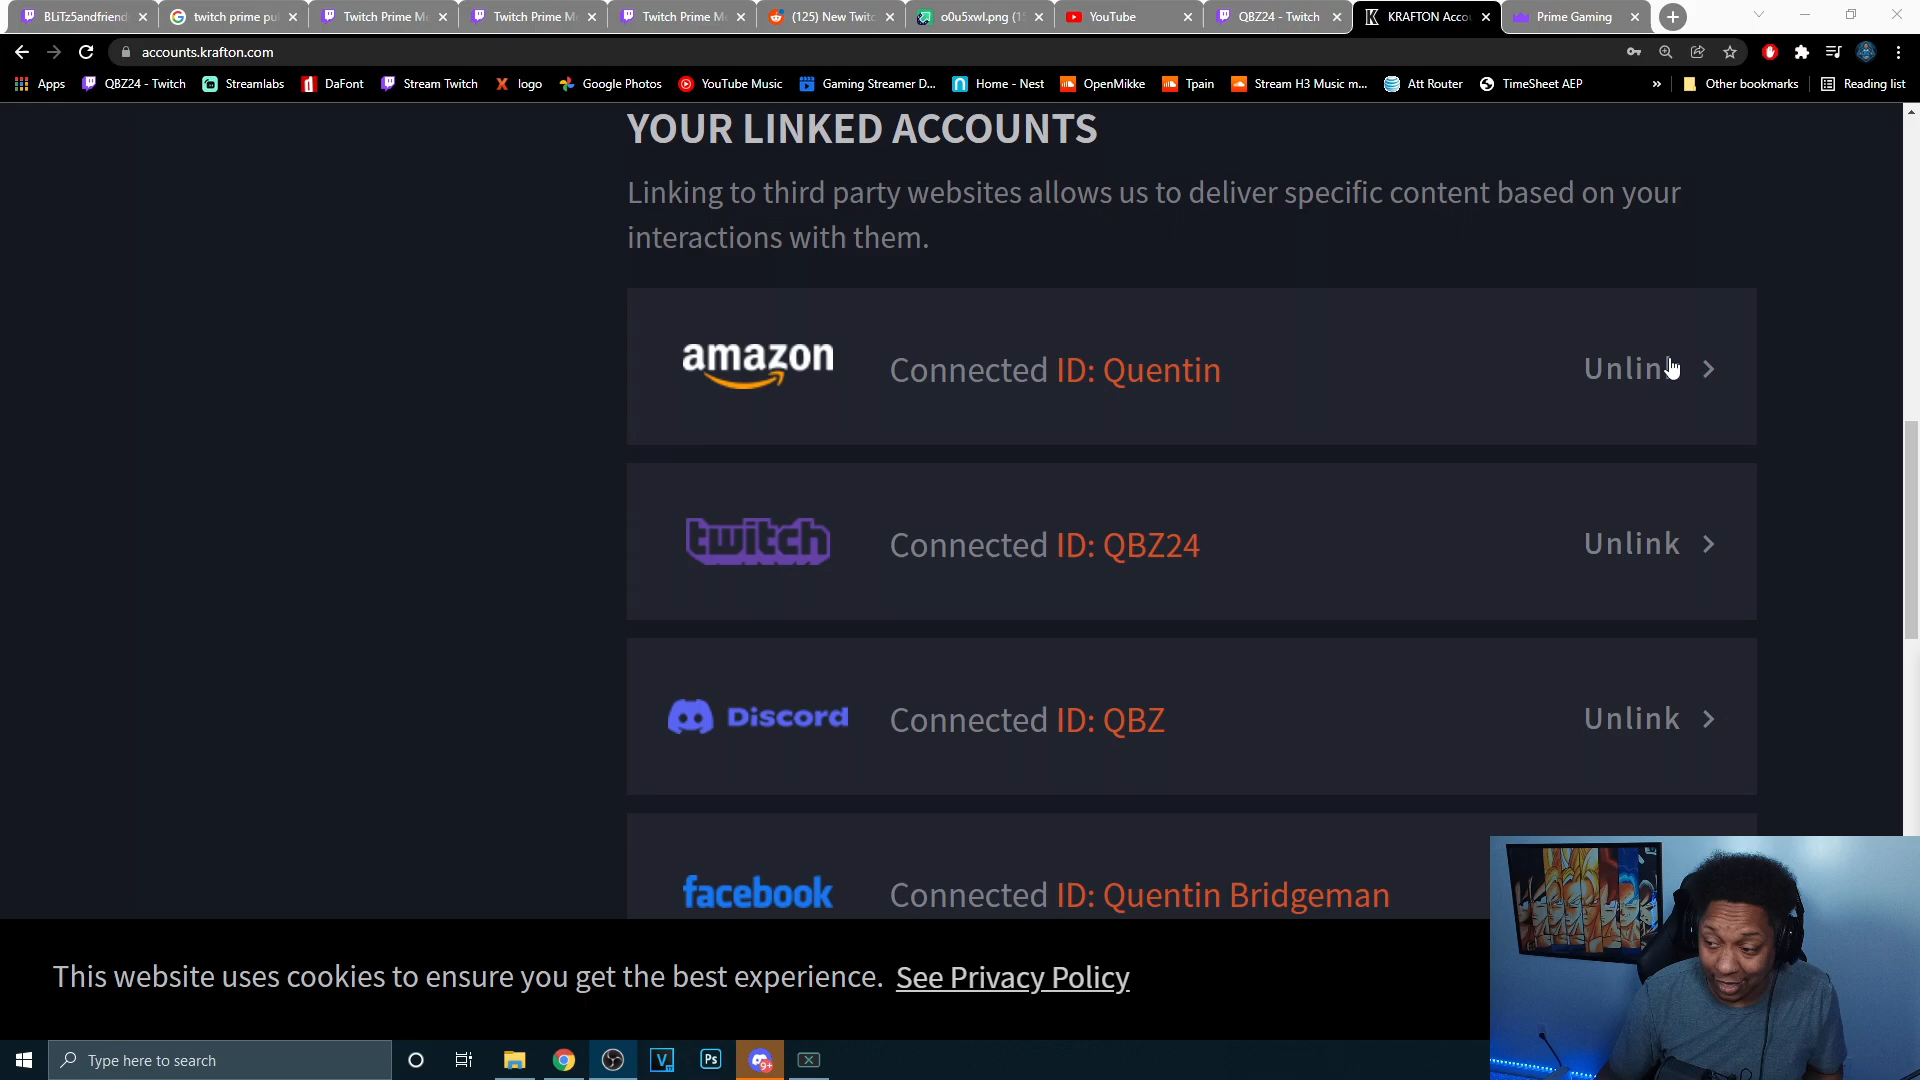 BLiTz5andfriend
twitch prime pu
Twitch Prime M
Twitch Prime M
Twitch Prime M
(125) New Twitc
o0u5xwl.png (1
YouTube
QBZ24 - Twitch
KRAFTON Acco
Prime Gaming
accounts.krafton.com
Apps
QBZ24 - Twitch
Streamlabs
DaFont
Stream Twitch
logo
Google Photos
YouTube Music
Gaming Streamer D...
Home - Nest
OpenMikke
Tpain
Stream H3 Music m...
Att Router
TimeSheet AEP
»
Other bookmarks
Reading list
YOUR LINKED ACCOUNTS
Linking to third party websites allows us to deliver specific content based on your
interactions with them.
amazon Connected ID: Quentin Unlink >
twitch Connected ID: QBZ24 Unlink >
Discord Connected ID: QBZ Unlink >
facebook Connected ID: Quentin Bridgeman
This website uses cookies to ensure you get the best experience. See Privacy Policy
Type here to search
Ps
9+